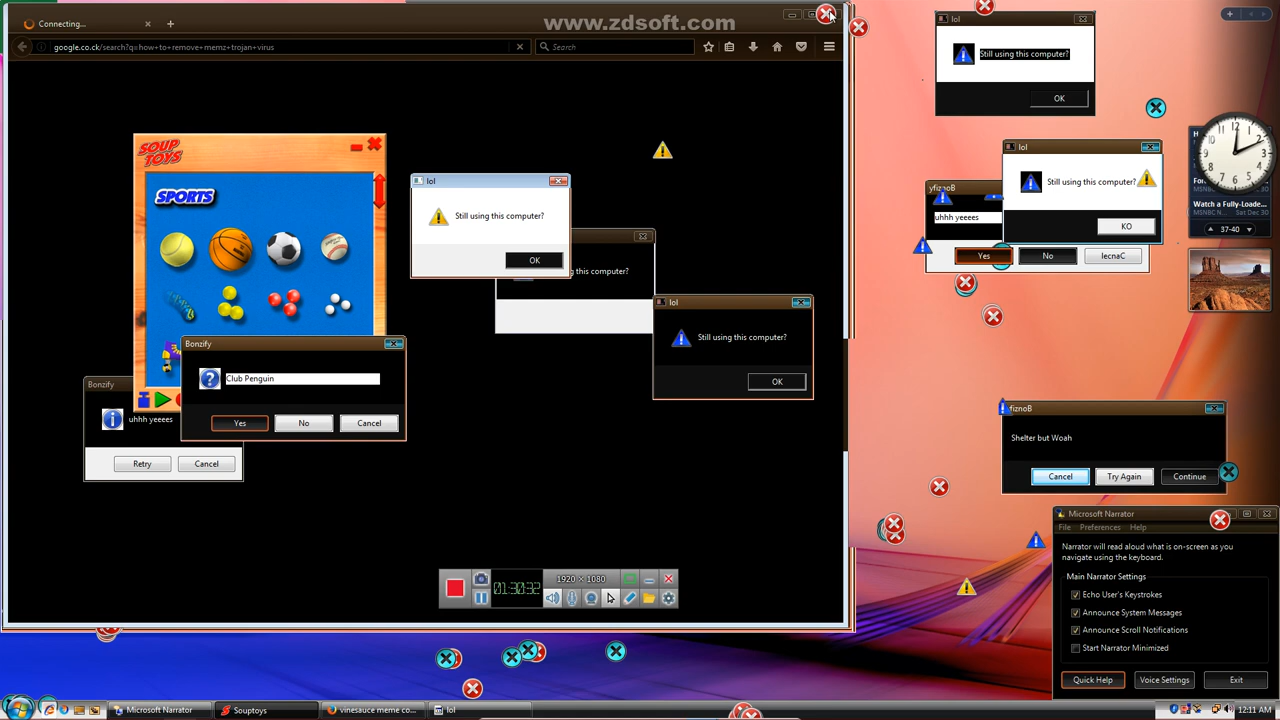 Connecting...
www.zdsoft.com
google.co.ck/search?q=how+to+remove+memz+trojan+virus
Search
lol
Still using this computer?
OK
SOUP
TOYS
SPORTS
lol
Still using this computer?
OK
this computer?
lol
Still using this computer?
OK
Bonzify
Club Penguin
Yes
No
Cancel
Bonzify
uhhh yeeees
Retry
Cancel
lol
Still using this computer?
KO
yfiznoB
uhhh yeeees
Yes
No
lecnaC
MSNBC N...
Sat Dec 30
Watch a Fully-Loade...
MSNBC...
37-40
yfiznoB
Shelter but Woah
Cancel
Try Again
Continue
1920 × 1080
01:30:32
Microsoft Narrator
File
Preferences
Help
Narrator will read aloud what is on-screen as you
navigate using the keyboard.
Main Narrator Settings
Echo User's Keystrokes
Announce System Messages
Announce Scroll Notifications
Start Narrator Minimized
Quick Help
Voice Settings
Exit
Microsoft Narrator
Souptoys
vinesauce meme co...
lol
12:11 AM